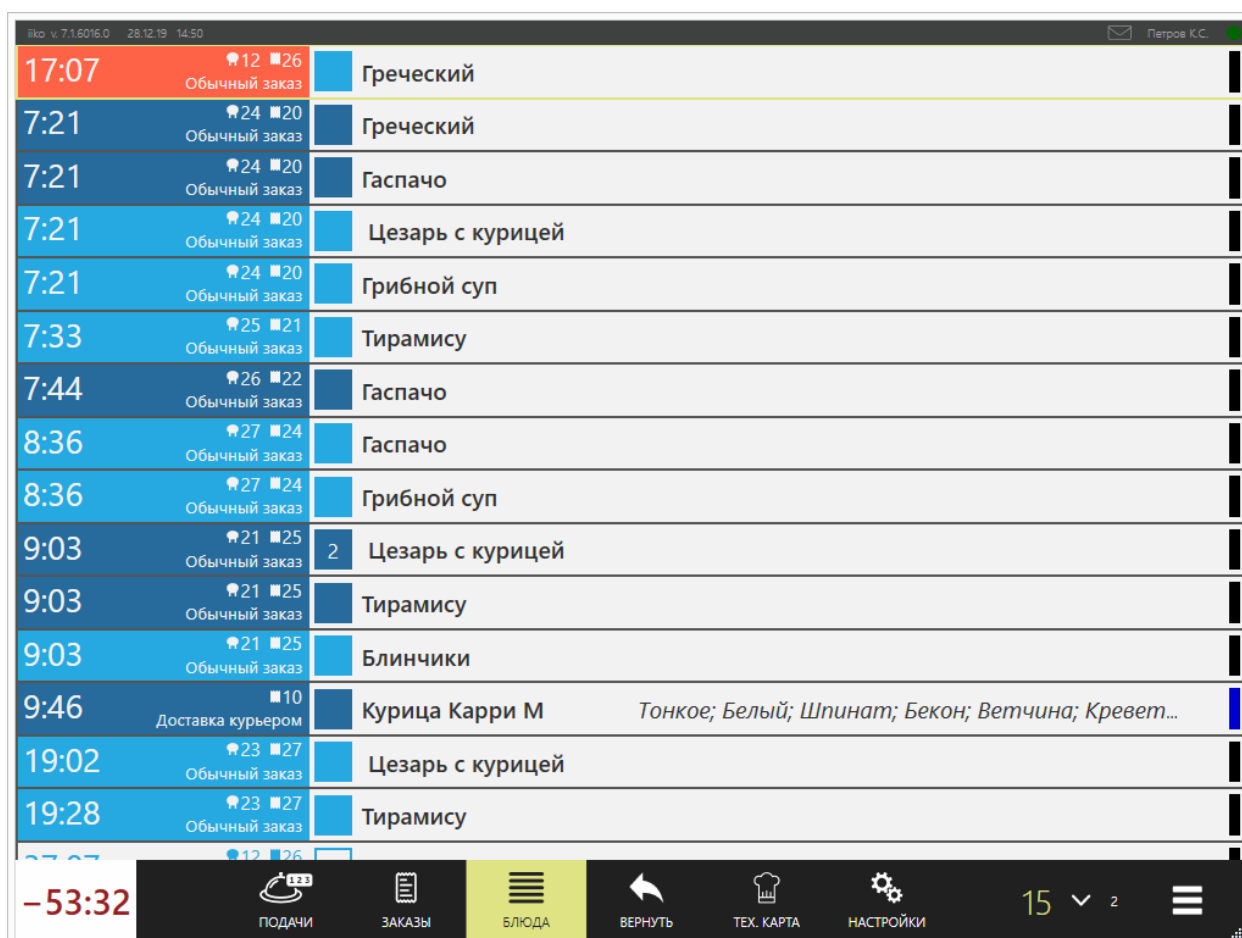 iiko v. 7.1.6016.0 28.12.19 14:50 Петров К.С.
17:07 12 26 Обычный заказ Греческий
7:21 24 20 Обычный заказ Греческий
7:21 24 20 Обычный заказ Гаспачо
7:21 24 20 Обычный заказ Цезарь с курицей
7:21 24 20 Обычный заказ Грибной суп
7:33 25 21 Обычный заказ Тирамису
7:44 26 22 Обычный заказ Гаспачо
8:36 27 24 Обычный заказ Гаспачо
8:36 27 24 Обычный заказ Грибной суп
9:03 21 25 Обычный заказ 2 Цезарь с курицей
9:03 21 25 Обычный заказ Тирамису
9:03 21 25 Обычный заказ Блинчики
9:46 10 Доставка курьером Курица Карри М Тонкое; Белый; Шпинат; Бекон; Ветчина; Кревет...
19:02 23 27 Обычный заказ Цезарь с курицей
19:28 23 27 Обычный заказ Тирамису
12 26
–53:32 123 ПОДАЧИ ЗАКАЗЫ БЛЮДА ВЕРНУТЬ ТЕХ. КАРТА НАСТРОЙКИ 15 2